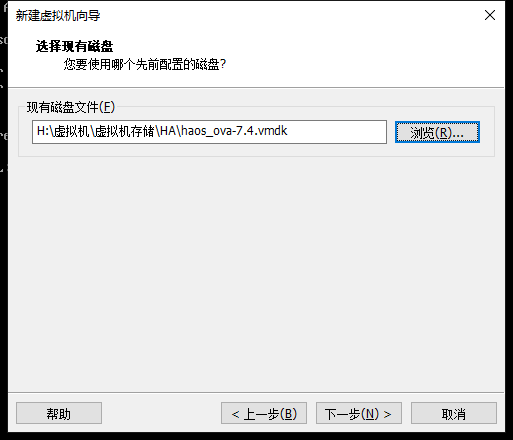 新建虚拟机向导
选择现有磁盘
您要使用哪个先前配置的磁盘?
现有磁盘文件(F)
H:\虚拟机\虚拟机存储\HA\haos_ova-7.4.vmdk
浏览(R)...
帮助
< 上一步(B)
下一步(N) >
取消